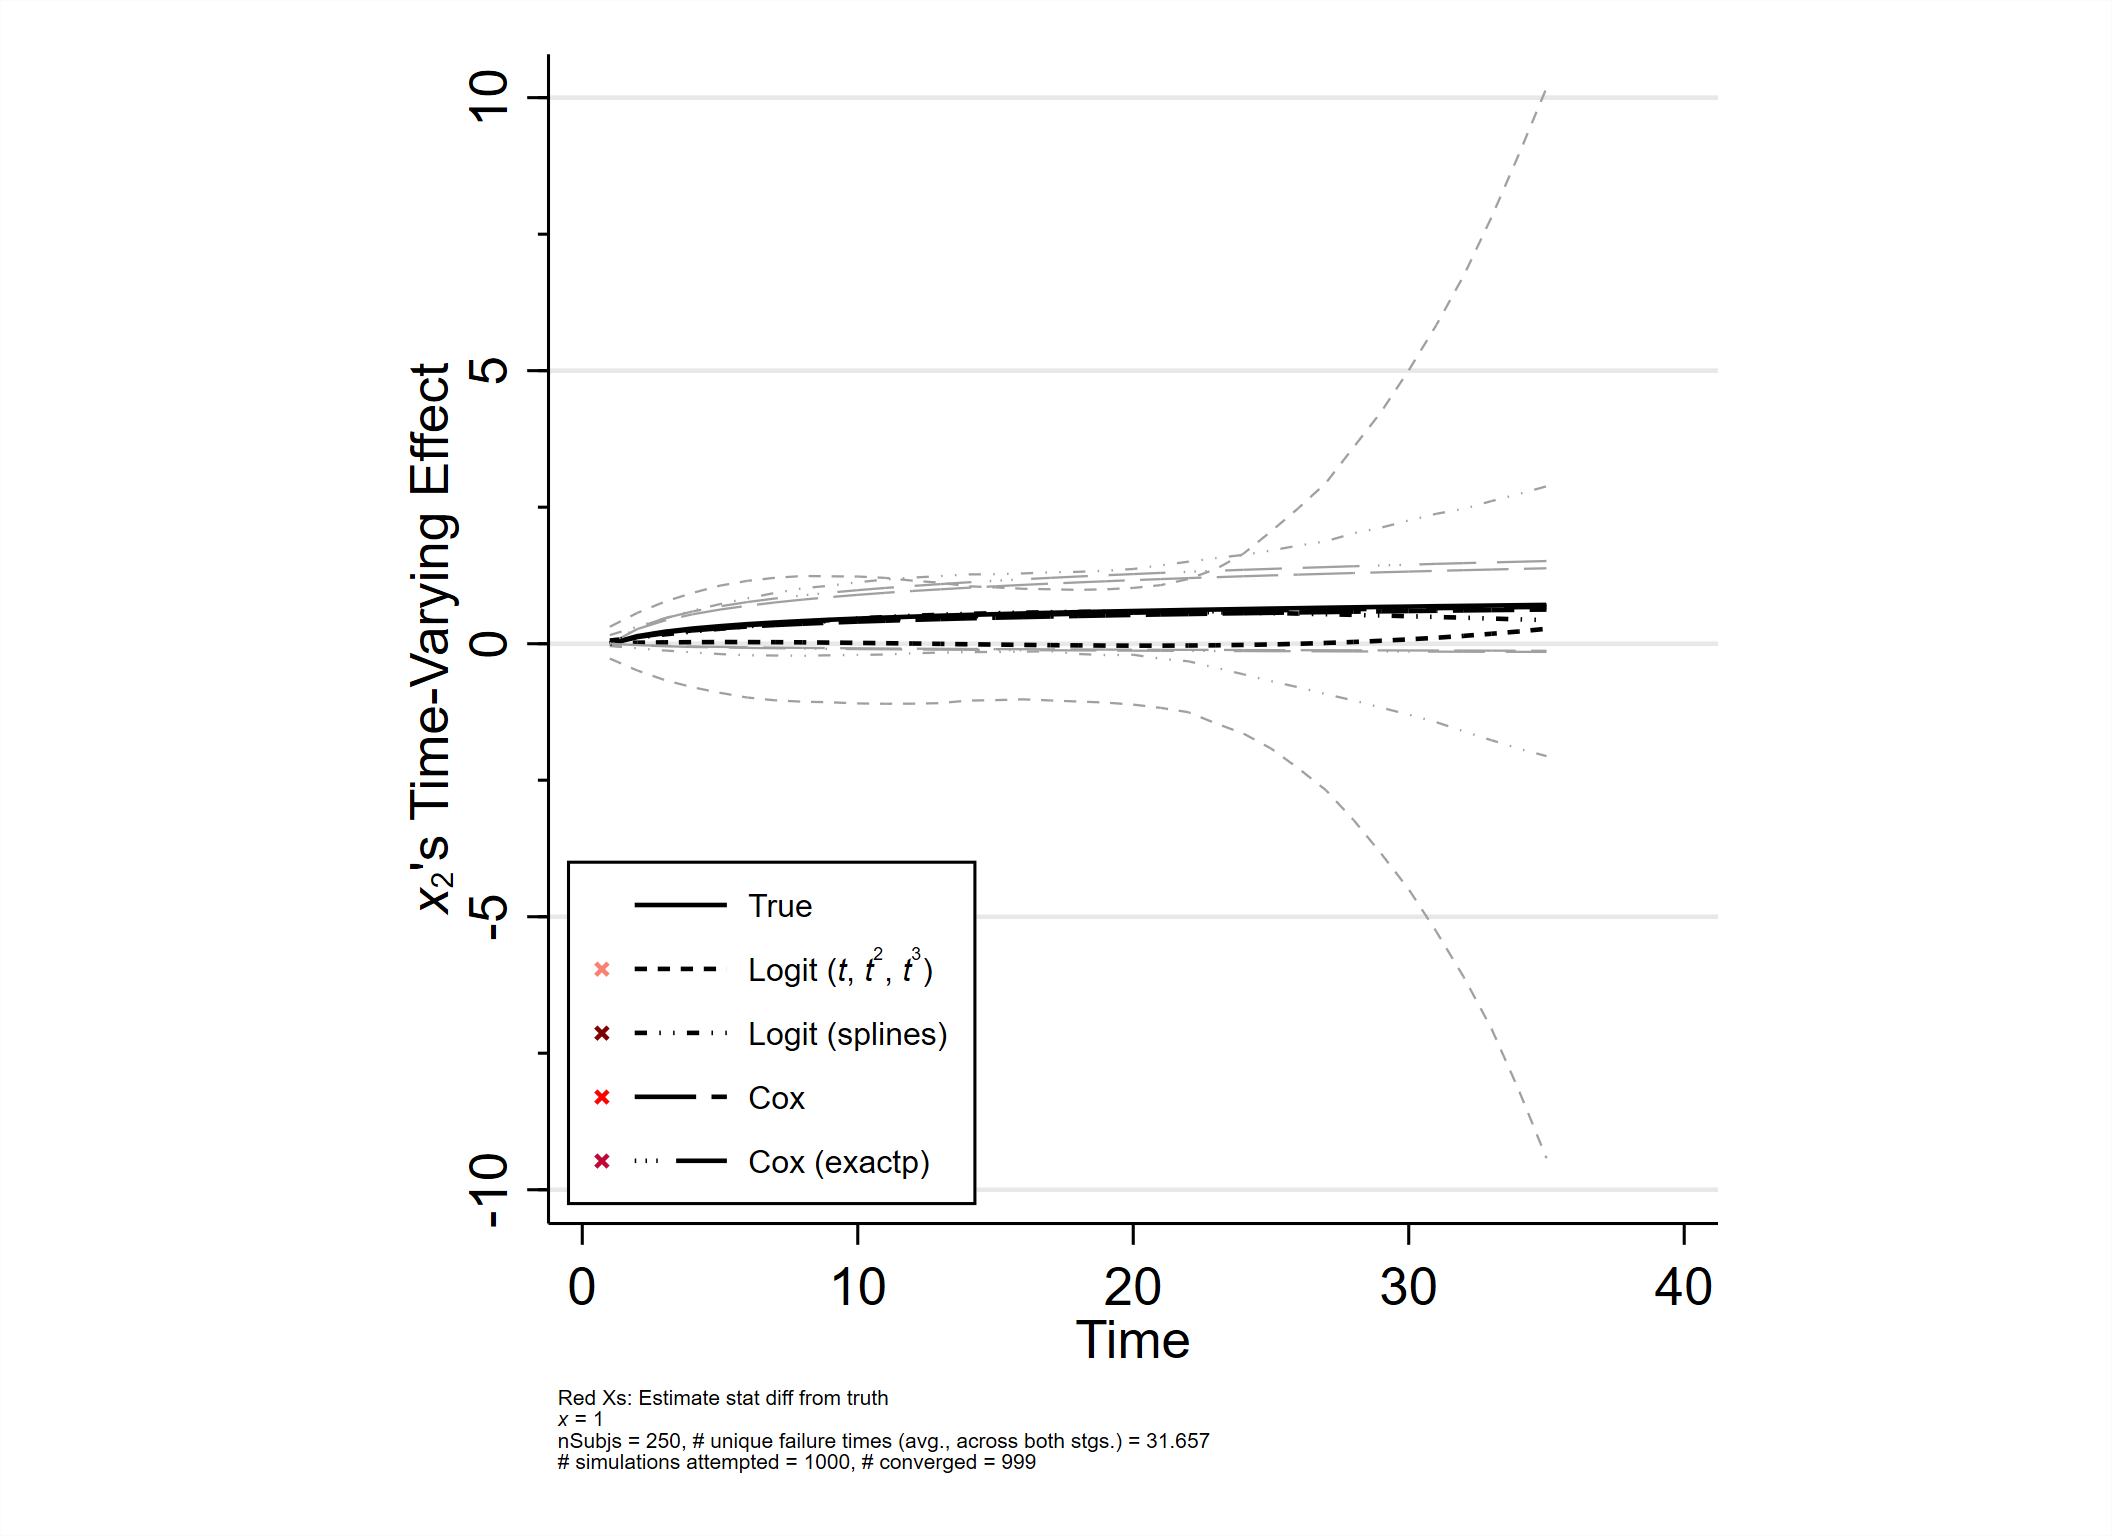 x₂'s Time-Varying Effect
10
5
0
-5
-10
True
Logit (t, t², t³)
Logit (splines)
Cox
Cox (exactp)
0 10 20 30 40
Time
Red Xs: Estimate stat diff from truth
x = 1
nSubjs = 250, # unique failure times (avg., across both stgs.) = 31.657
# simulations attempted = 1000, # converged = 999